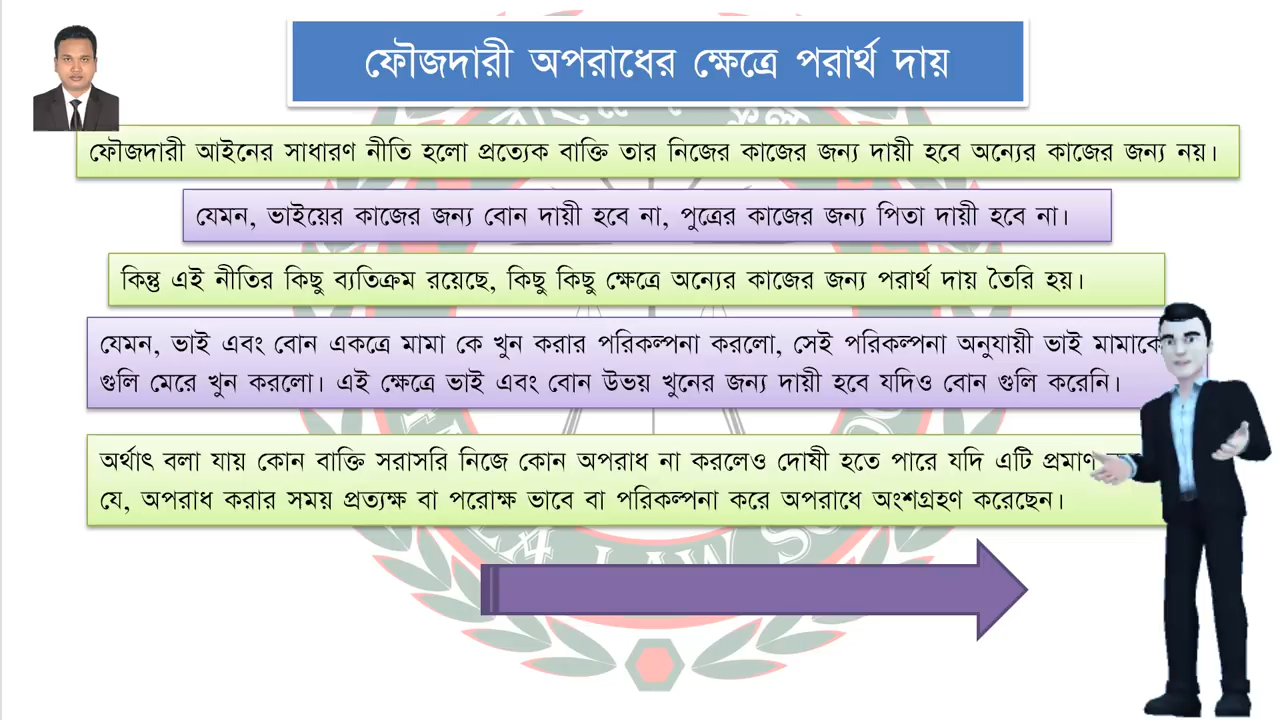 ফৌজদারী অপরাধের ক্ষেত্রে পরার্থ দায়
ফৌজদারী আইনের সাধারণ নীতি হলো প্রত্যেক বাক্তি তার নিজের কাজের জন্য দায়ী হবে অন্যের কাজের জন্য নয়।
যেমন, ভাইয়ের কাজের জন্য বোন দায়ী হবে না, পুত্রের কাজের জন্য পিতা দায়ী হবে না।
কিন্তু এই নীতির কিছু ব্যতিক্রম রয়েছে, কিছু কিছু ক্ষেত্রে অন্যের কাজের জন্য পরার্থ দায় তৈরি হয়।
যেমন, ভাই এবং বোন একত্রে মামা কে খুন করার পরিকল্পনা করলো, সেই পরিকল্পনা অনুযায়ী ভাই মামাকে
গুলি মেরে খুন করলো। এই ক্ষেত্রে ভাই এবং বোন উভয় খুনের জন্য দায়ী হবে যদিও বোন গুলি করেনি।
অর্থাৎ বলা যায় কোন বাক্তি সরাসরি নিজে কোন অপরাধ না করলেও দোষী হতে পারে যদি এটি প্রমাণ
যে, অপরাধ করার সময় প্রত্যক্ষ বা পরোক্ষ ভাবে বা পরিকল্পনা করে অপরাধে অংশগ্রহণ করেছেন।
LAW